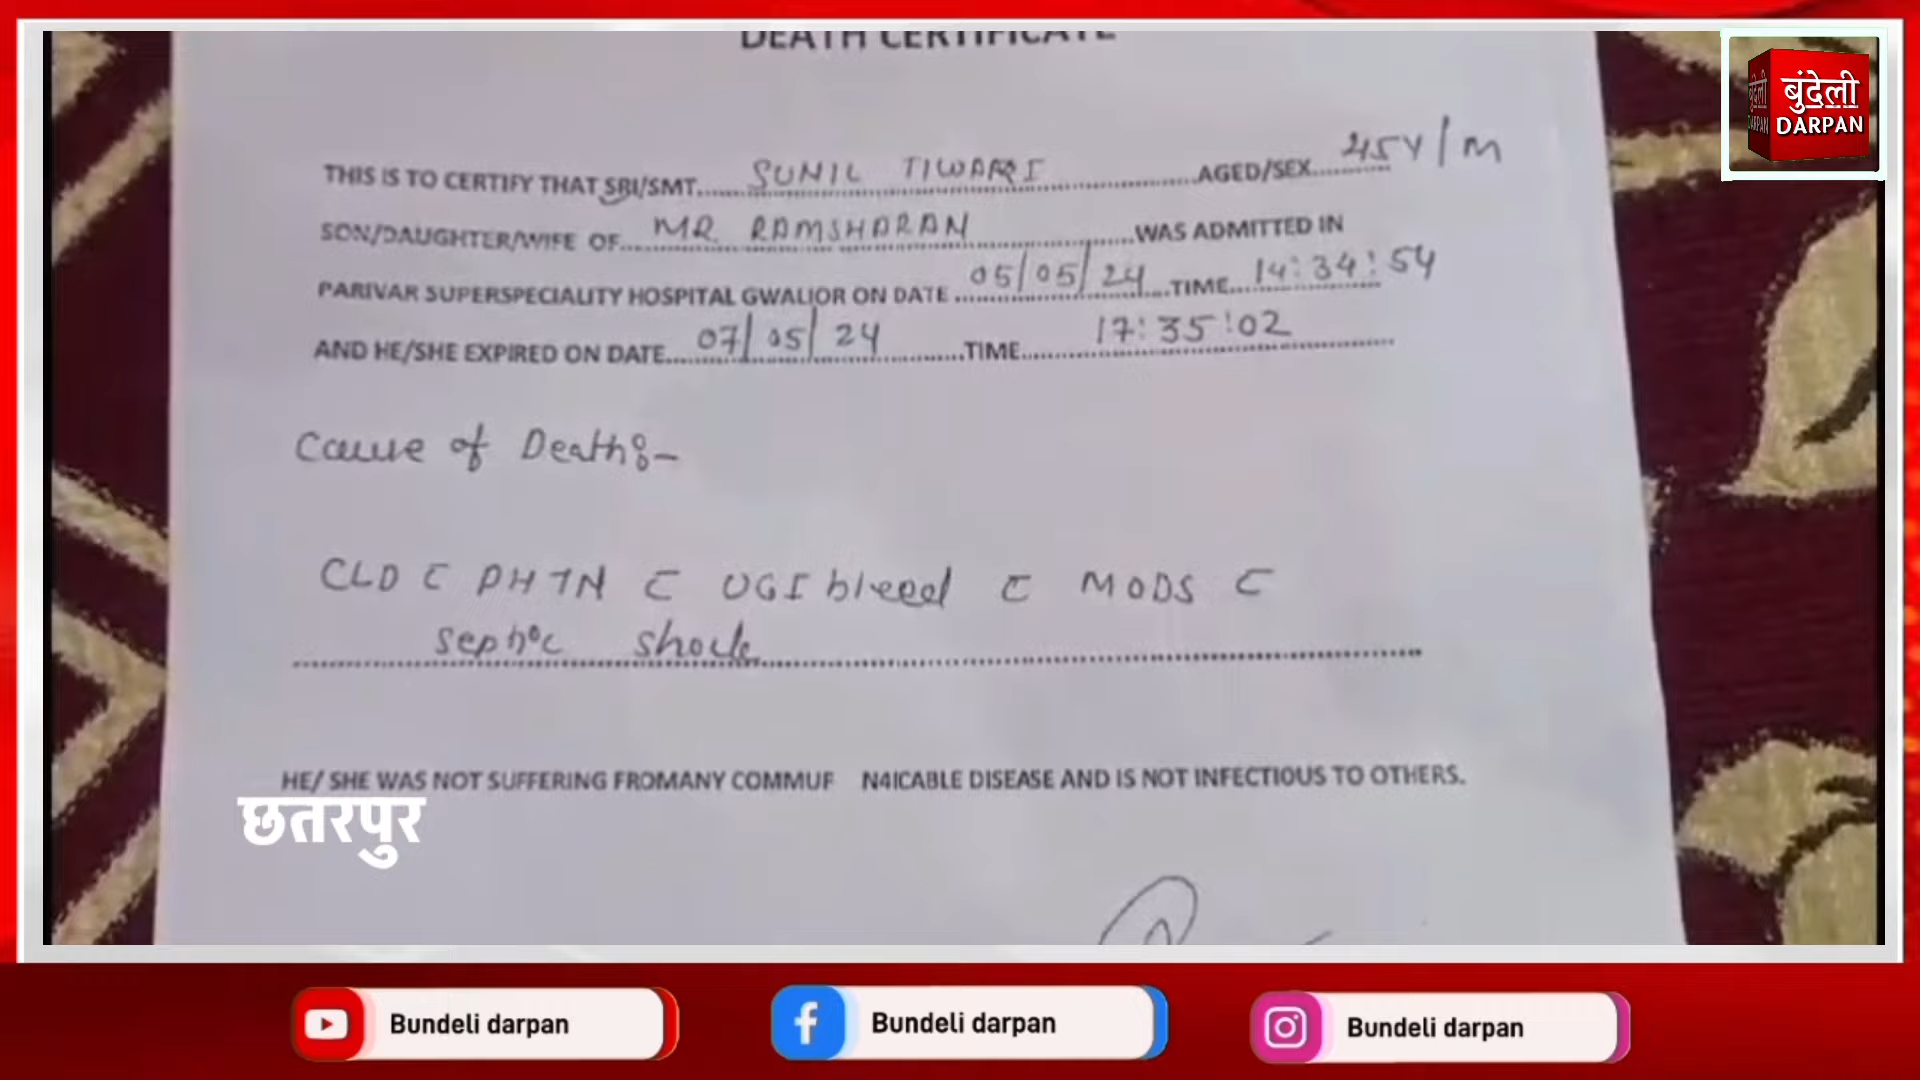 DEATH CERTIFICATE
बुंदेली
DARPAN
THIS IS TO CERTIFY THAT SRI/SMT. SUNIL TIWARI AGED/SEX 45Y/M
SON/DAUGHTER/WIFE OF MR. RAMSHARAN WAS ADMITTED IN
PARIVAR SUPERSPECIALITY HOSPITAL GWALIOR ON DATE 05/05/24 TIME 14:34:54
AND HE/SHE EXPIRED ON DATE 07/05/24 TIME 17:35:02
Cause of Death:-
CLD C PHTN C UGI bleed C MODS C
septic shock
HE/ SHE WAS NOT SUFFERING FROMANY COMMUF N4ICABLE DISEASE AND IS NOT INFECTIOUS TO OTHERS.
छतरपुर
Bundeli darpan
Bundeli darpan
Bundeli darpan